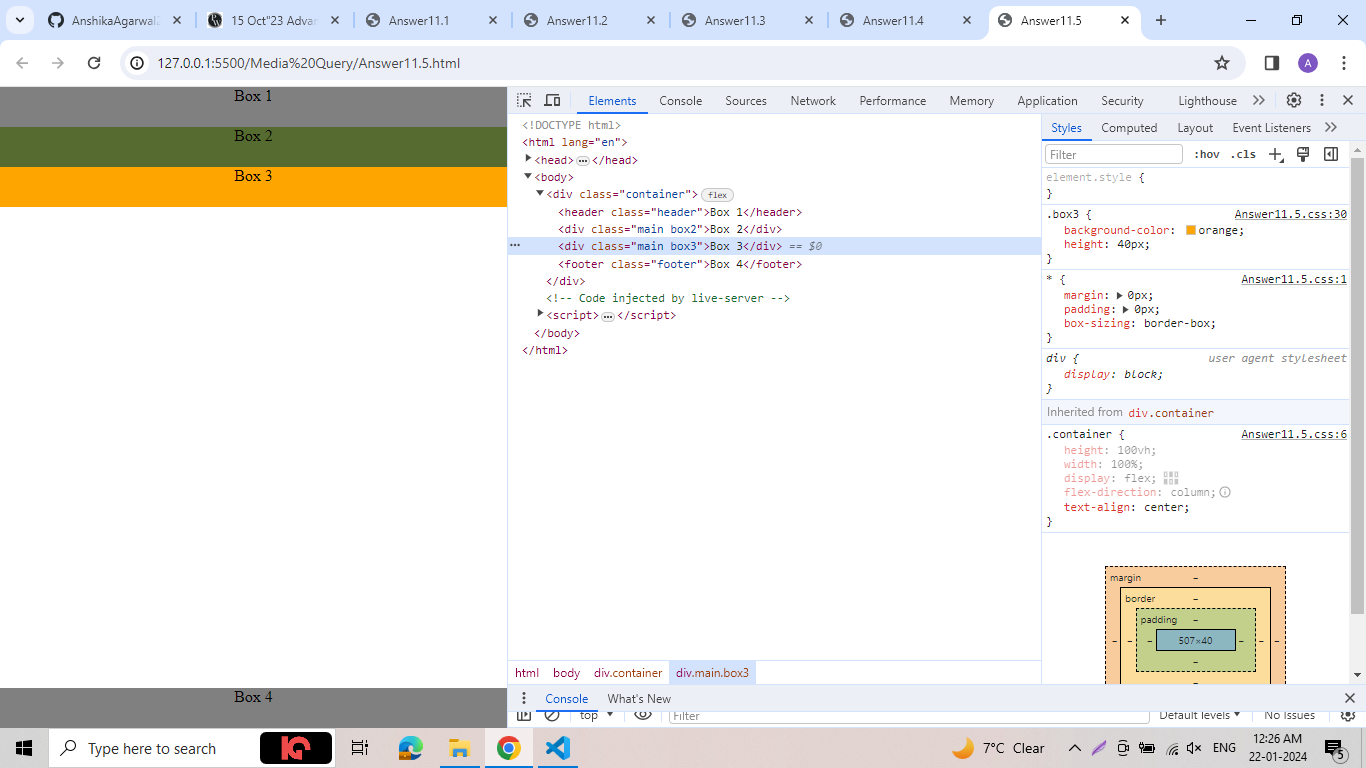 AnshikaAgarwal
15 Oct"23 Advan
Answer11.1
Answer11.2
Answer11.3
Answer11.4
Answer11.5
127.0.0.1:5500/Media%20Query/Answer11.5.html
A
Box 1
Box 2
Box 3
Box 4
Elements Console Sources Network Performance Memory Application Security Lighthouse
<!DOCTYPE html>
<html lang="en">
<head> ••• </head>
<body>
<div class="container"> flex
<header class="header">Box 1</header>
<div class="main box2">Box 2</div>
••• <div class="main box3">Box 3</div> == $0
<footer class="footer">Box 4</footer>
</div>
<!-- Code injected by live-server -->
<script> ••• </script>
</body>
</html>
html body div.container div.main.box3
Styles Computed Layout Event Listeners
Filter :hov .cls
element.style {
}
.box3 { Answer11.5.css:30
background-color: orange;
height: 40px;
}
* { Answer11.5.css:1
margin: 0px;
padding: 0px;
box-sizing: border-box;
}
div { user agent stylesheet
display: block;
}
Inherited from div.container
.container { Answer11.5.css:6
height: 100vh;
width: 100%;
display: flex;
flex-direction: column;
text-align: center;
}
margin –
border –
padding –
– – – 507×40 – – –
–
–
Console What's New
top Filter Default levels No Issues
Type here to search
7°C Clear
ENG
12:26 AM
22-01-2024
5